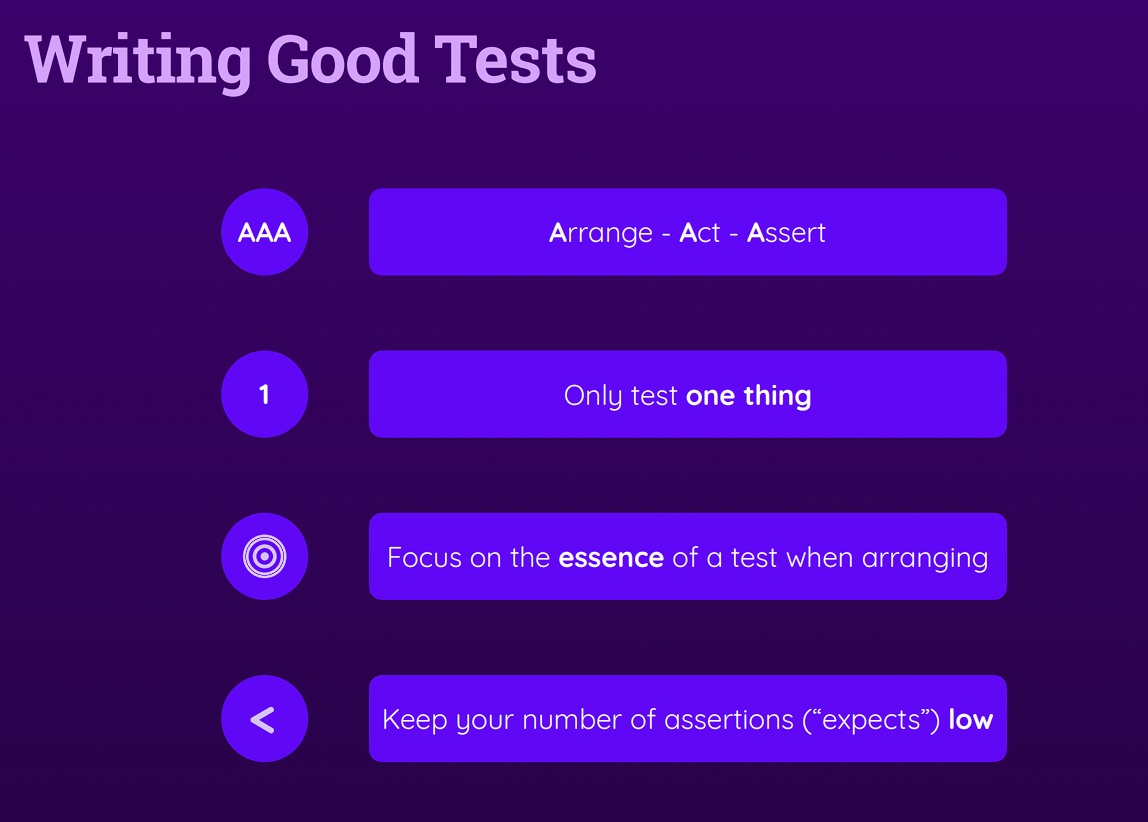 Writing Good Tests
AAA
Arrange - Act - Assert
1
Only test one thing
Focus on the essence of a test when arranging
<
Keep your number of assertions (“expects”) low